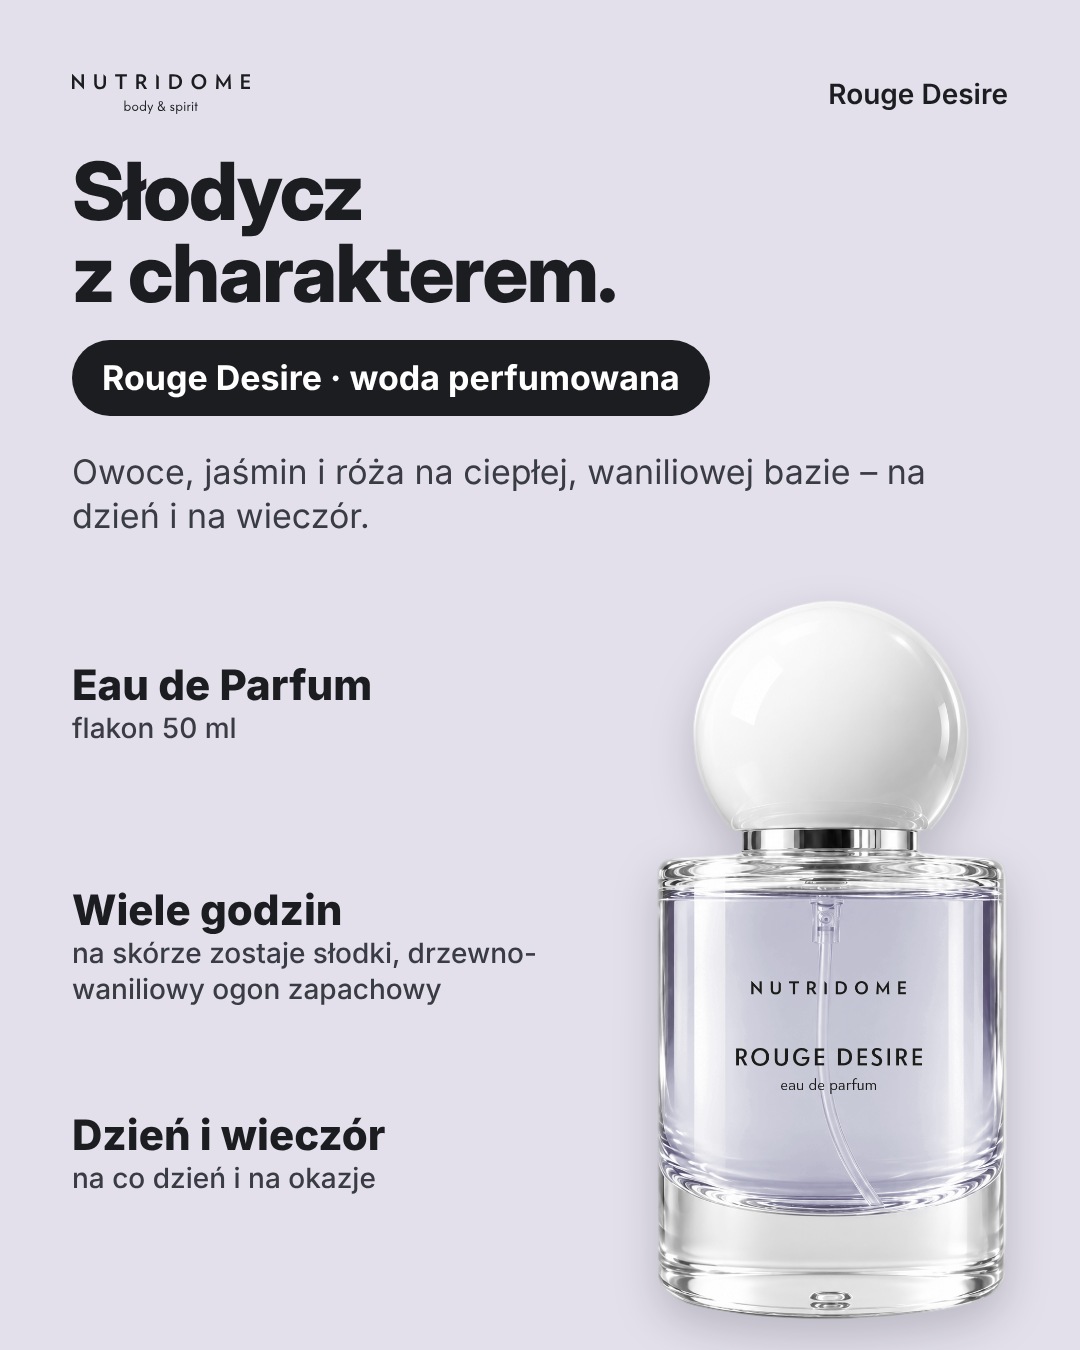 NUTRIDOME
body & spirit
Rouge Desire
Słodycz
z charakterem.
Rouge Desire · woda perfumowana
Owoce, jaśmin i róża na ciepłej, waniliowej bazie – na
dzień i na wieczór.
Eau de Parfum
flakon 50 ml
Wiele godzin
na skórze zostaje słodki, drzewno-
waniliowy ogon zapachowy
Dzień i wieczór
na co dzień i na okazje
NUTRIDOME
ROUGE DESIRE
eau de parfum